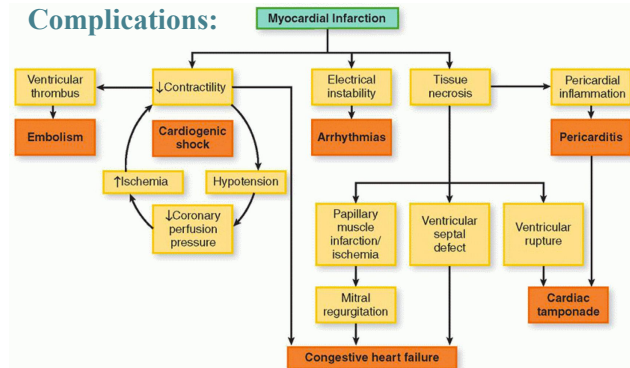 Complications:
Myocardial Infarction
Ventricular
thrombus
↓Contractility
Electrical
instability
Tissue
necrosis
Pericardial
inflammation
Embolism
Cardiogenic
shock
Arrhythmias
Pericarditis
↑Ischemia
Hypotension
↓Coronary
perfusion
pressure
Papillary
muscle
infarction/
ischemia
Ventricular
septal
defect
Ventricular
rupture
Mitral
regurgitation
Cardiac
tamponade
Congestive heart failure